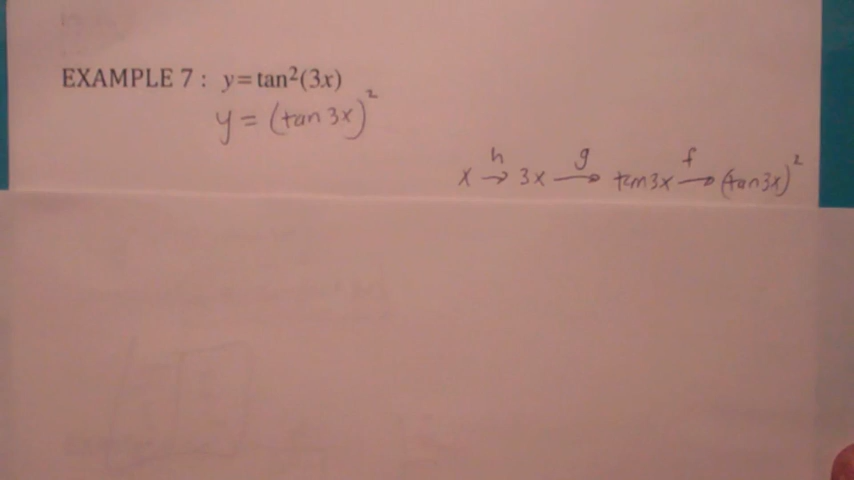 EXAMPLE 7 : y=tan²(3x)
y = (tan 3x)²
h g f
x → 3x → tan3x → (tan3x)²